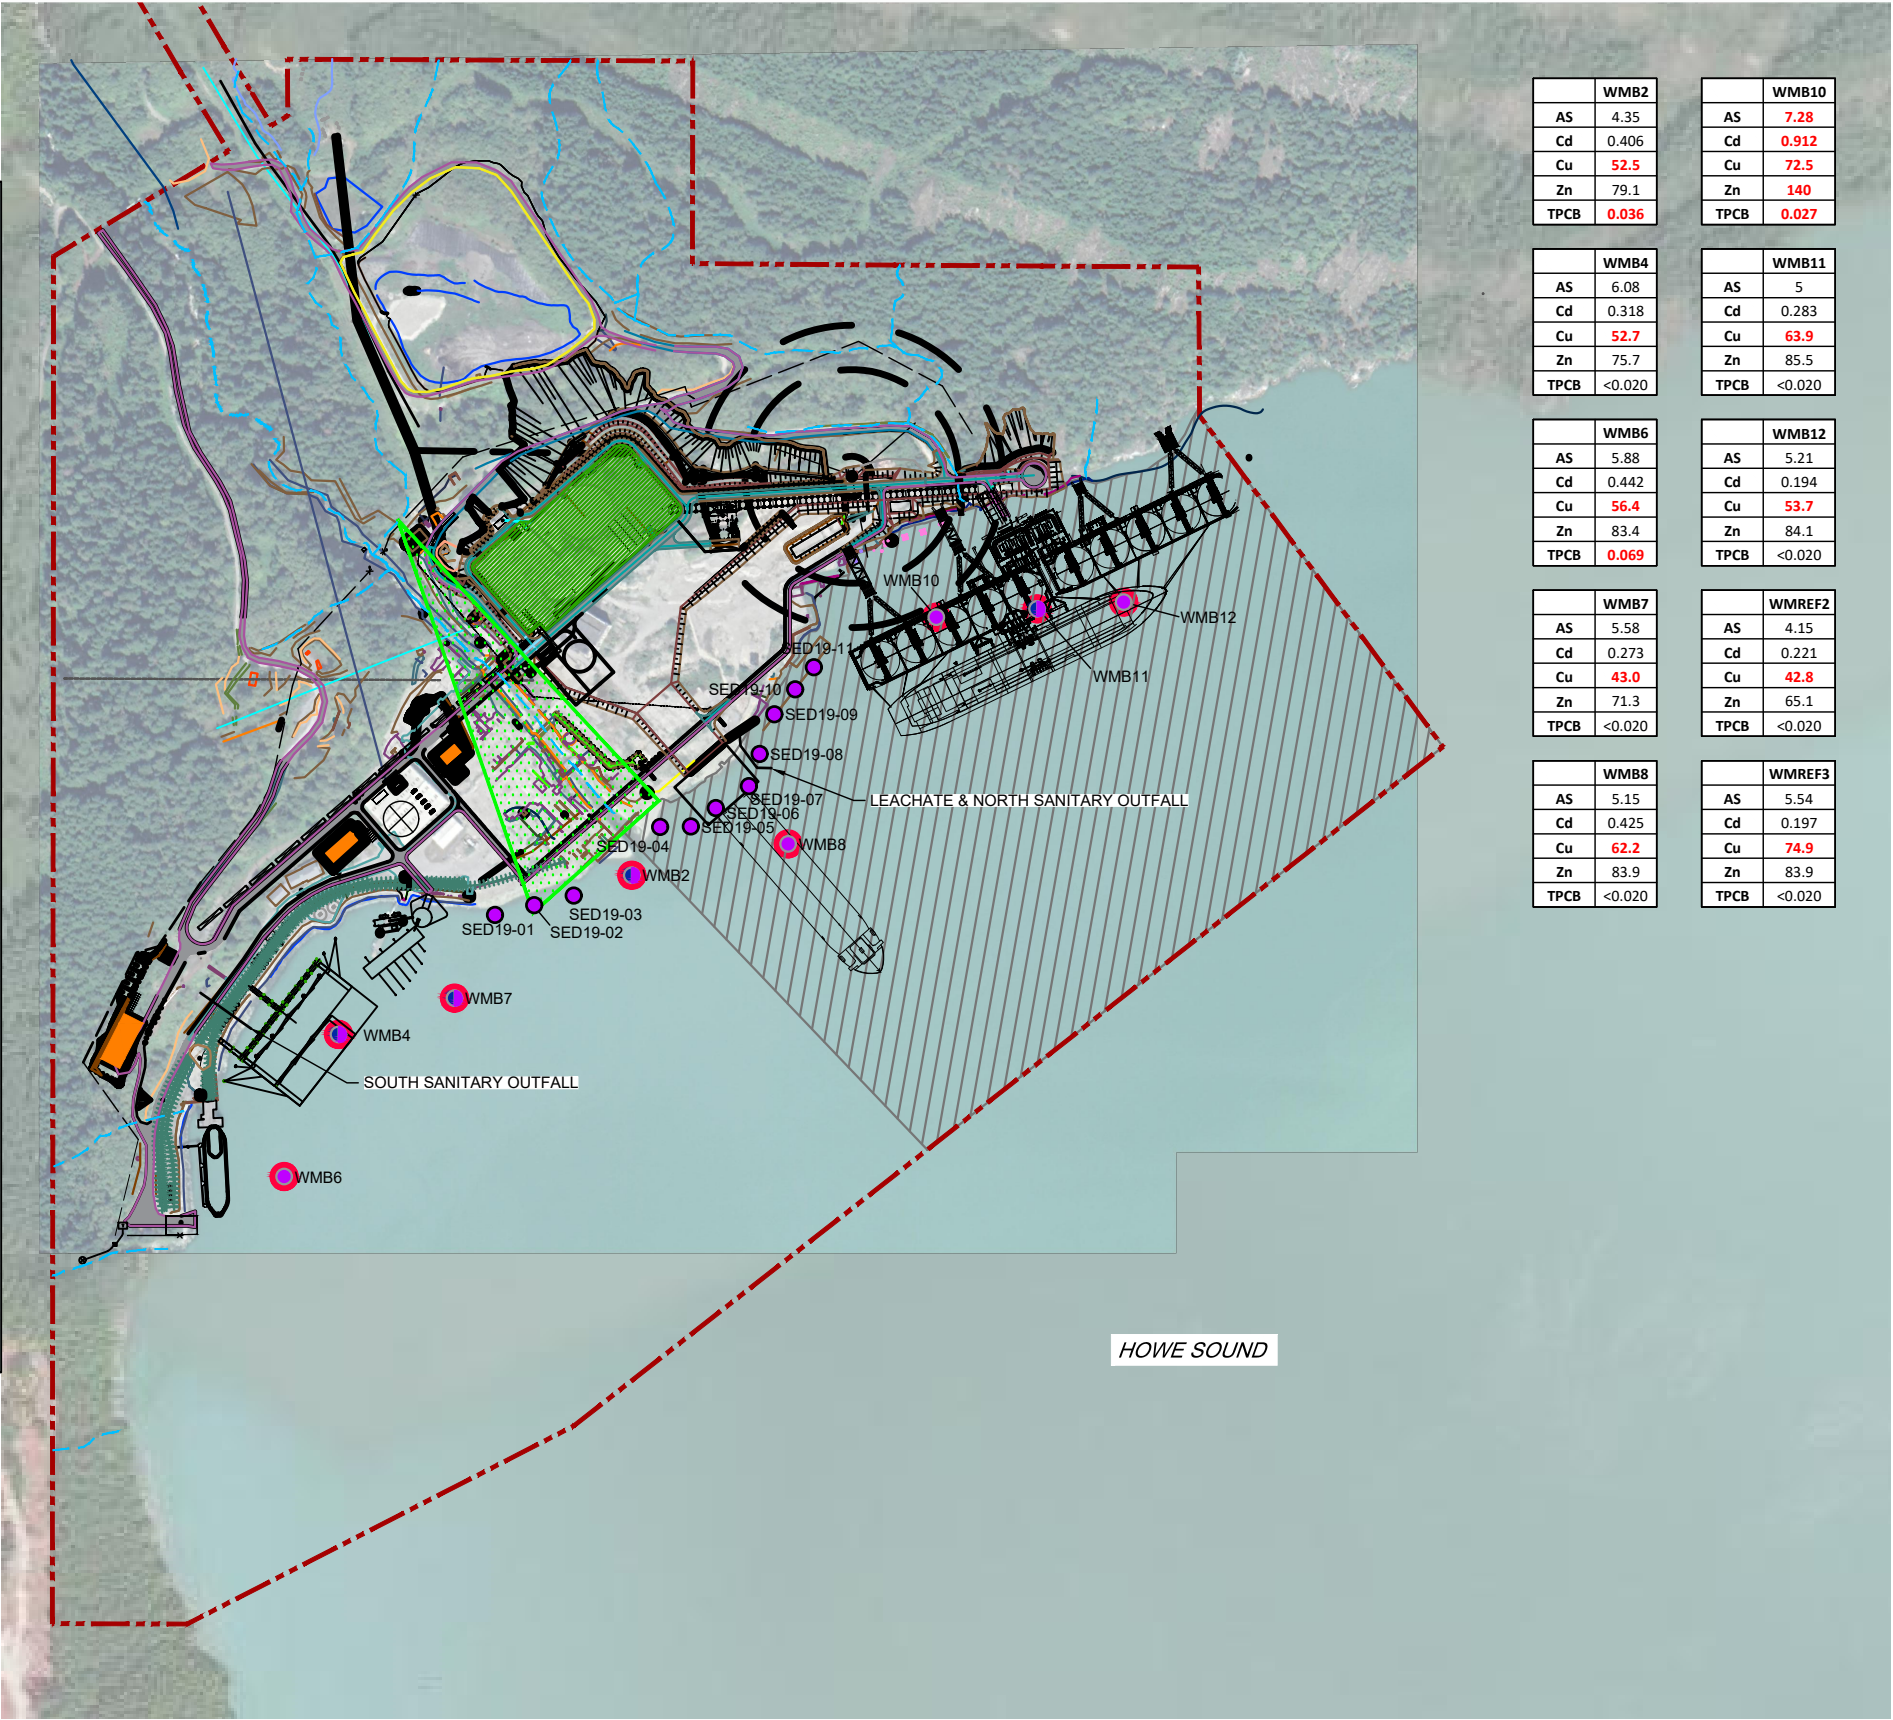 WMB2
AS 4.35
Cd 0.406
Cu 52.5
Zn 79.1
TPCB 0.036
WMB10
AS 7.28
Cd 0.912
Cu 72.5
Zn 140
TPCB 0.027
WMB4
AS 6.08
Cd 0.318
Cu 52.7
Zn 75.7
TPCB <0.020
WMB11
AS 5
Cd 0.283
Cu 63.9
Zn 85.5
TPCB <0.020
WMB6
AS 5.88
Cd 0.442
Cu 56.4
Zn 83.4
TPCB 0.069
WMB12
AS 5.21
Cd 0.194
Cu 53.7
Zn 84.1
TPCB <0.020
WMB7
AS 5.58
Cd 0.273
Cu 43.0
Zn 71.3
TPCB <0.020
WMREF2
AS 4.15
Cd 0.221
Cu 42.8
Zn 65.1
TPCB <0.020
WMB8
AS 5.15
Cd 0.425
Cu 62.2
Zn 83.9
TPCB <0.020
WMREF3
AS 5.54
Cd 0.197
Cu 74.9
Zn 83.9
TPCB <0.020
WMB10
WMB12
WMB11
SED19-11
SED19-10
SED19-09
SED19-08
SED19-07
LEACHATE & NORTH SANITARY OUTFALL
SED19-06
SED19-05
SED19-04
WMB8
WMB2
SED19-03
SED19-01
SED19-02
WMB7
WMB4
SOUTH SANITARY OUTFALL
WMB6
HOWE SOUND